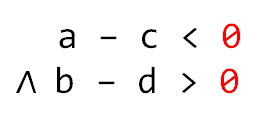 a - c < 0
∧ b - d > 0